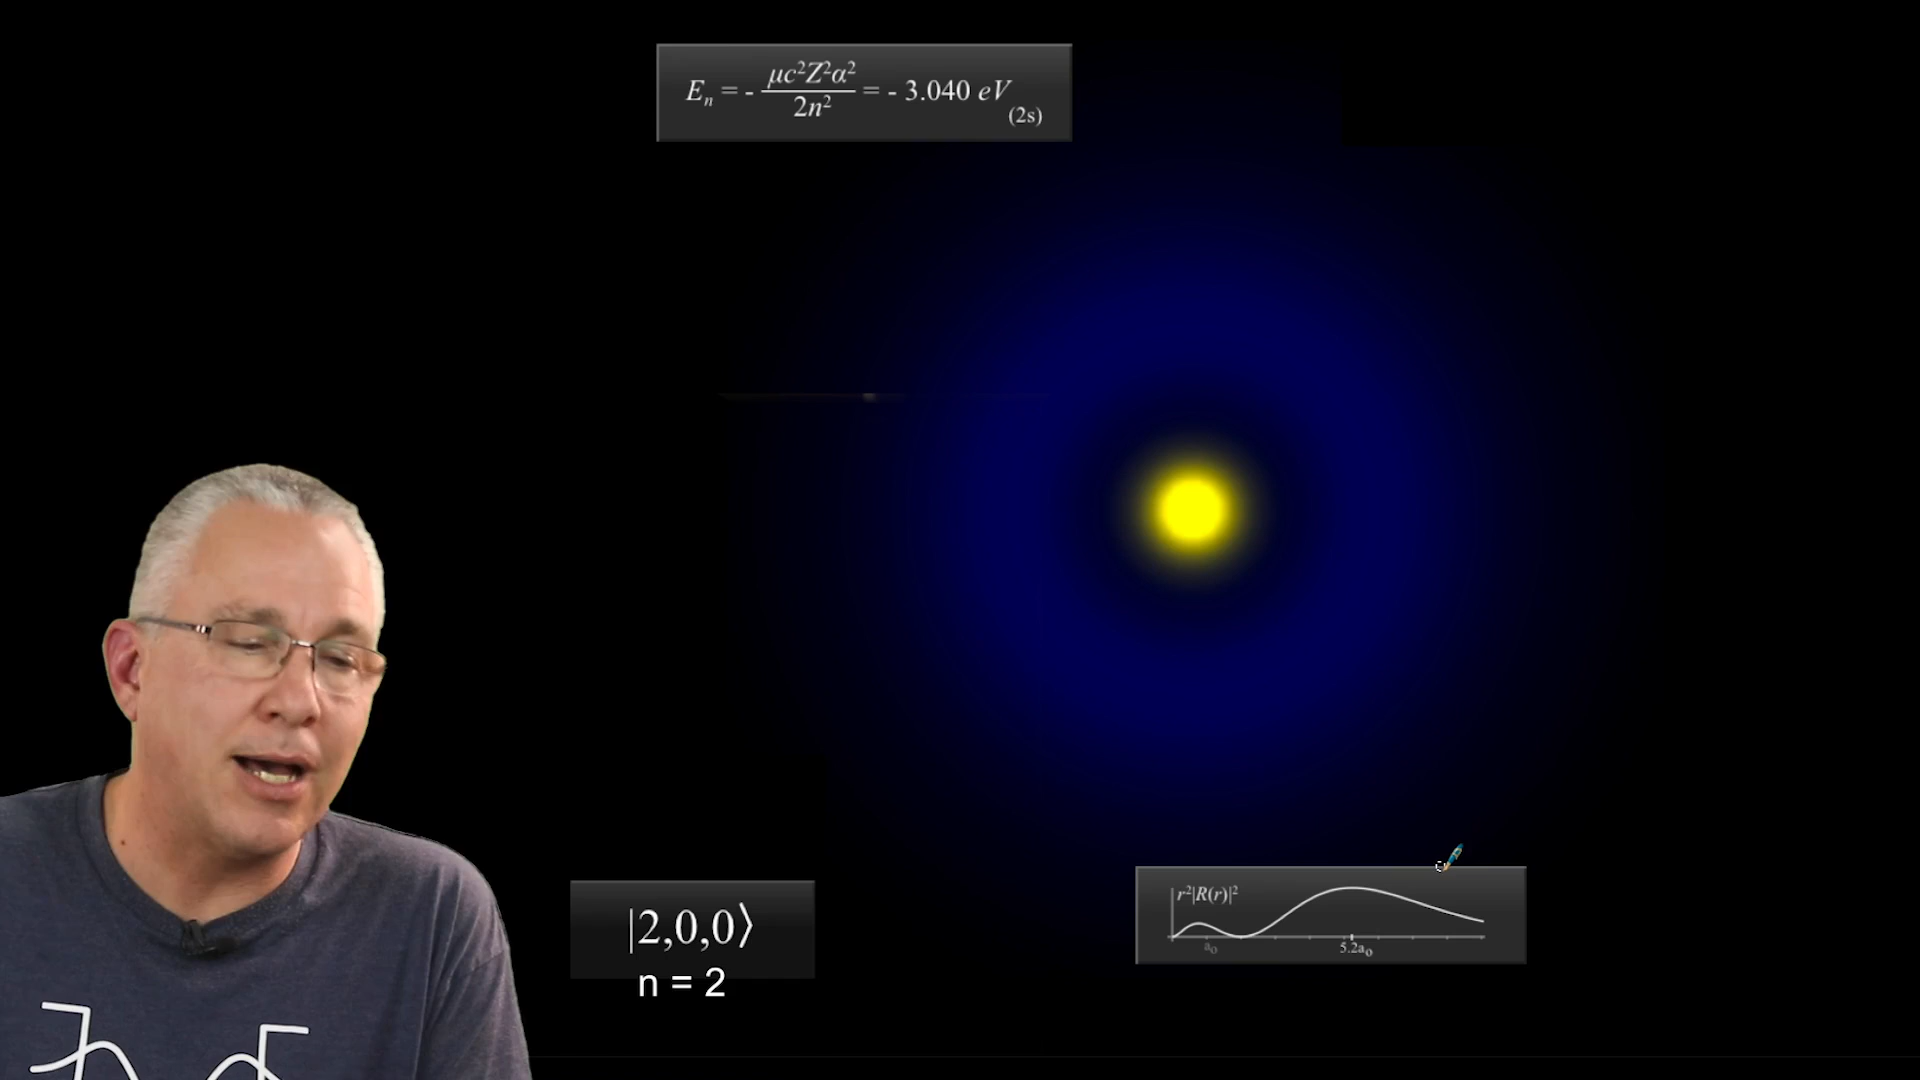 Eₙ = - μc²Z²α² / 2n² = - 3.040 eV (2s)
|2,0,0⟩
n = 2
r²|R(r)|²
a₀ 5.2a₀